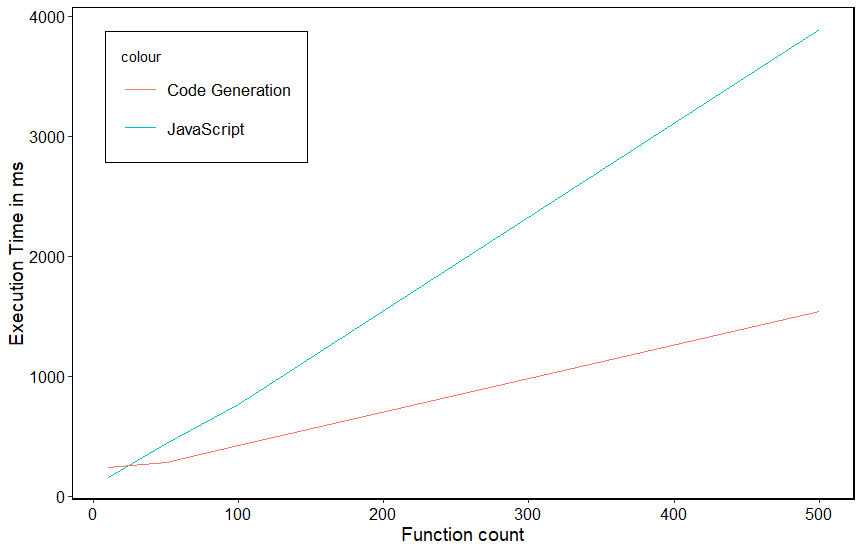 4000
3000
2000
1000
0
Execution Time in ms
colour
Code Generation
JavaScript
0 100 200 300 400 500
Function count